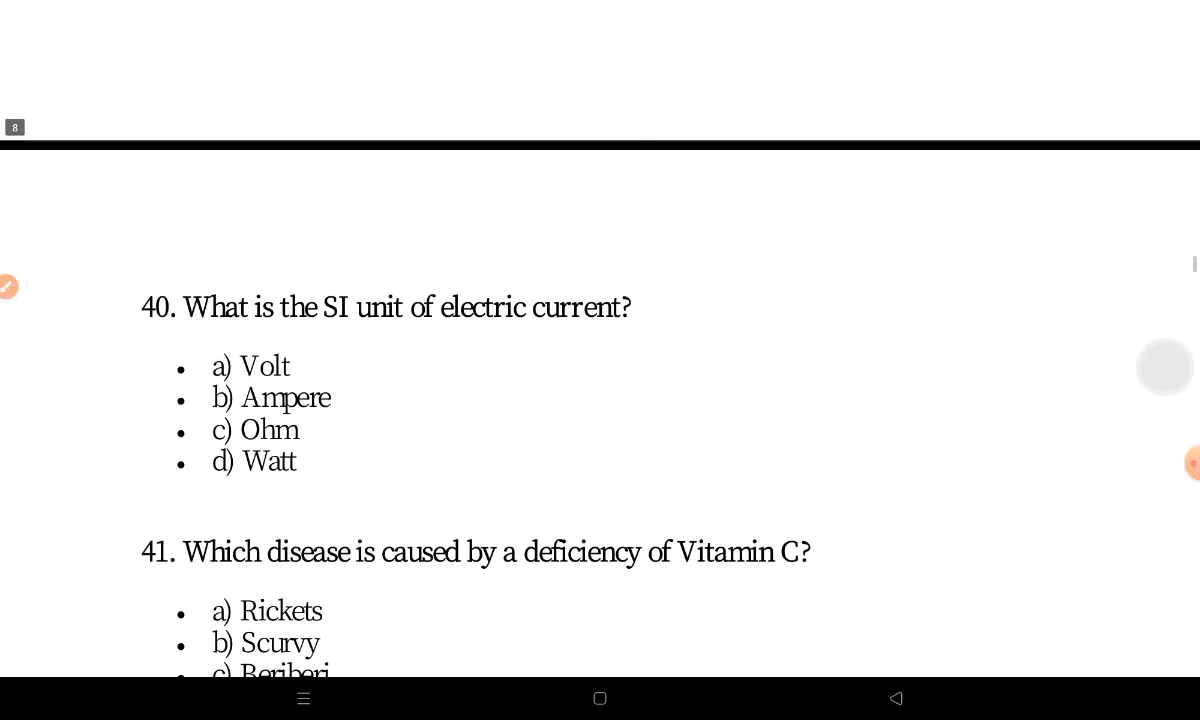 8
40. What is the SI unit of electric current?
• a) Volt
• b) Ampere
• c) Ohm
• d) Watt
41. Which disease is caused by a deficiency of Vitamin C?
• a) Rickets
• b) Scurvy
• c) Beriberi